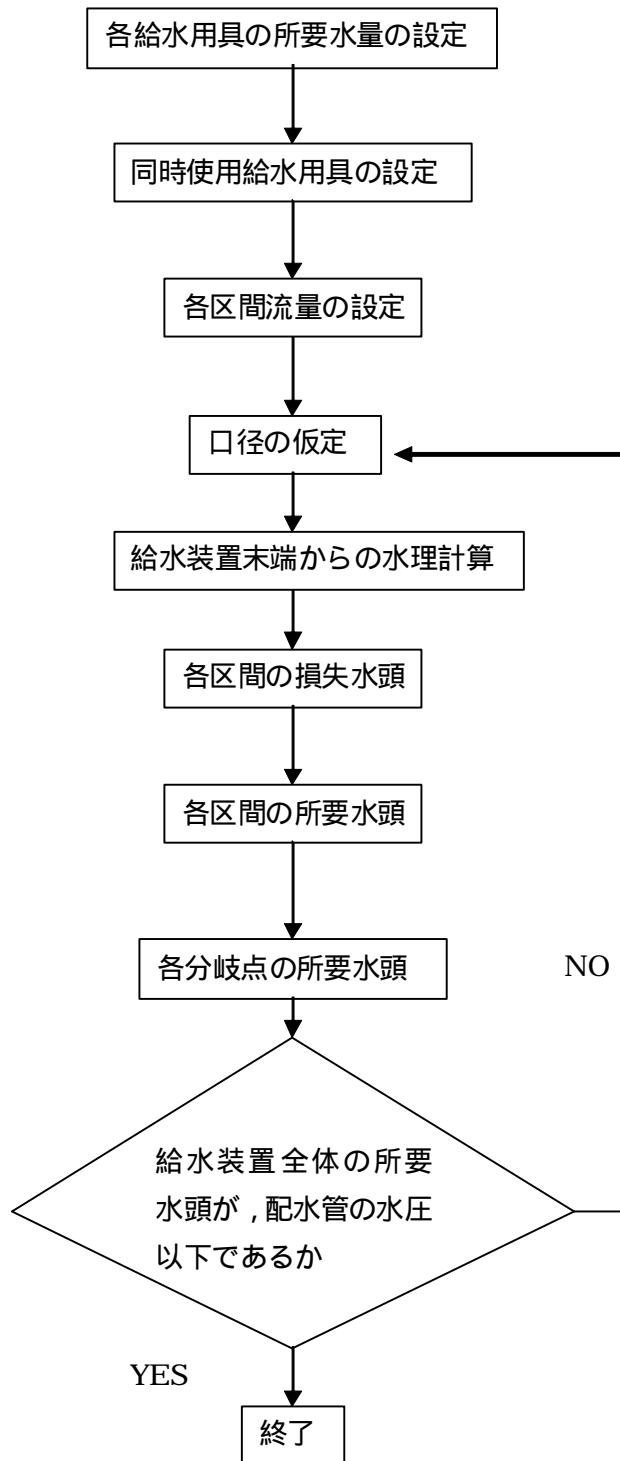 各給水用具の所要水量の設定
同時使用給水用具の設定
各区間流量の設定
口径の仮定
給水装置末端からの水理計算
各区間の損失水頭
各区間の所要水頭
各分岐点の所要水頭
NO
給水装置全体の所要
水頭が，配水管の水圧
以下であるか
YES
終了